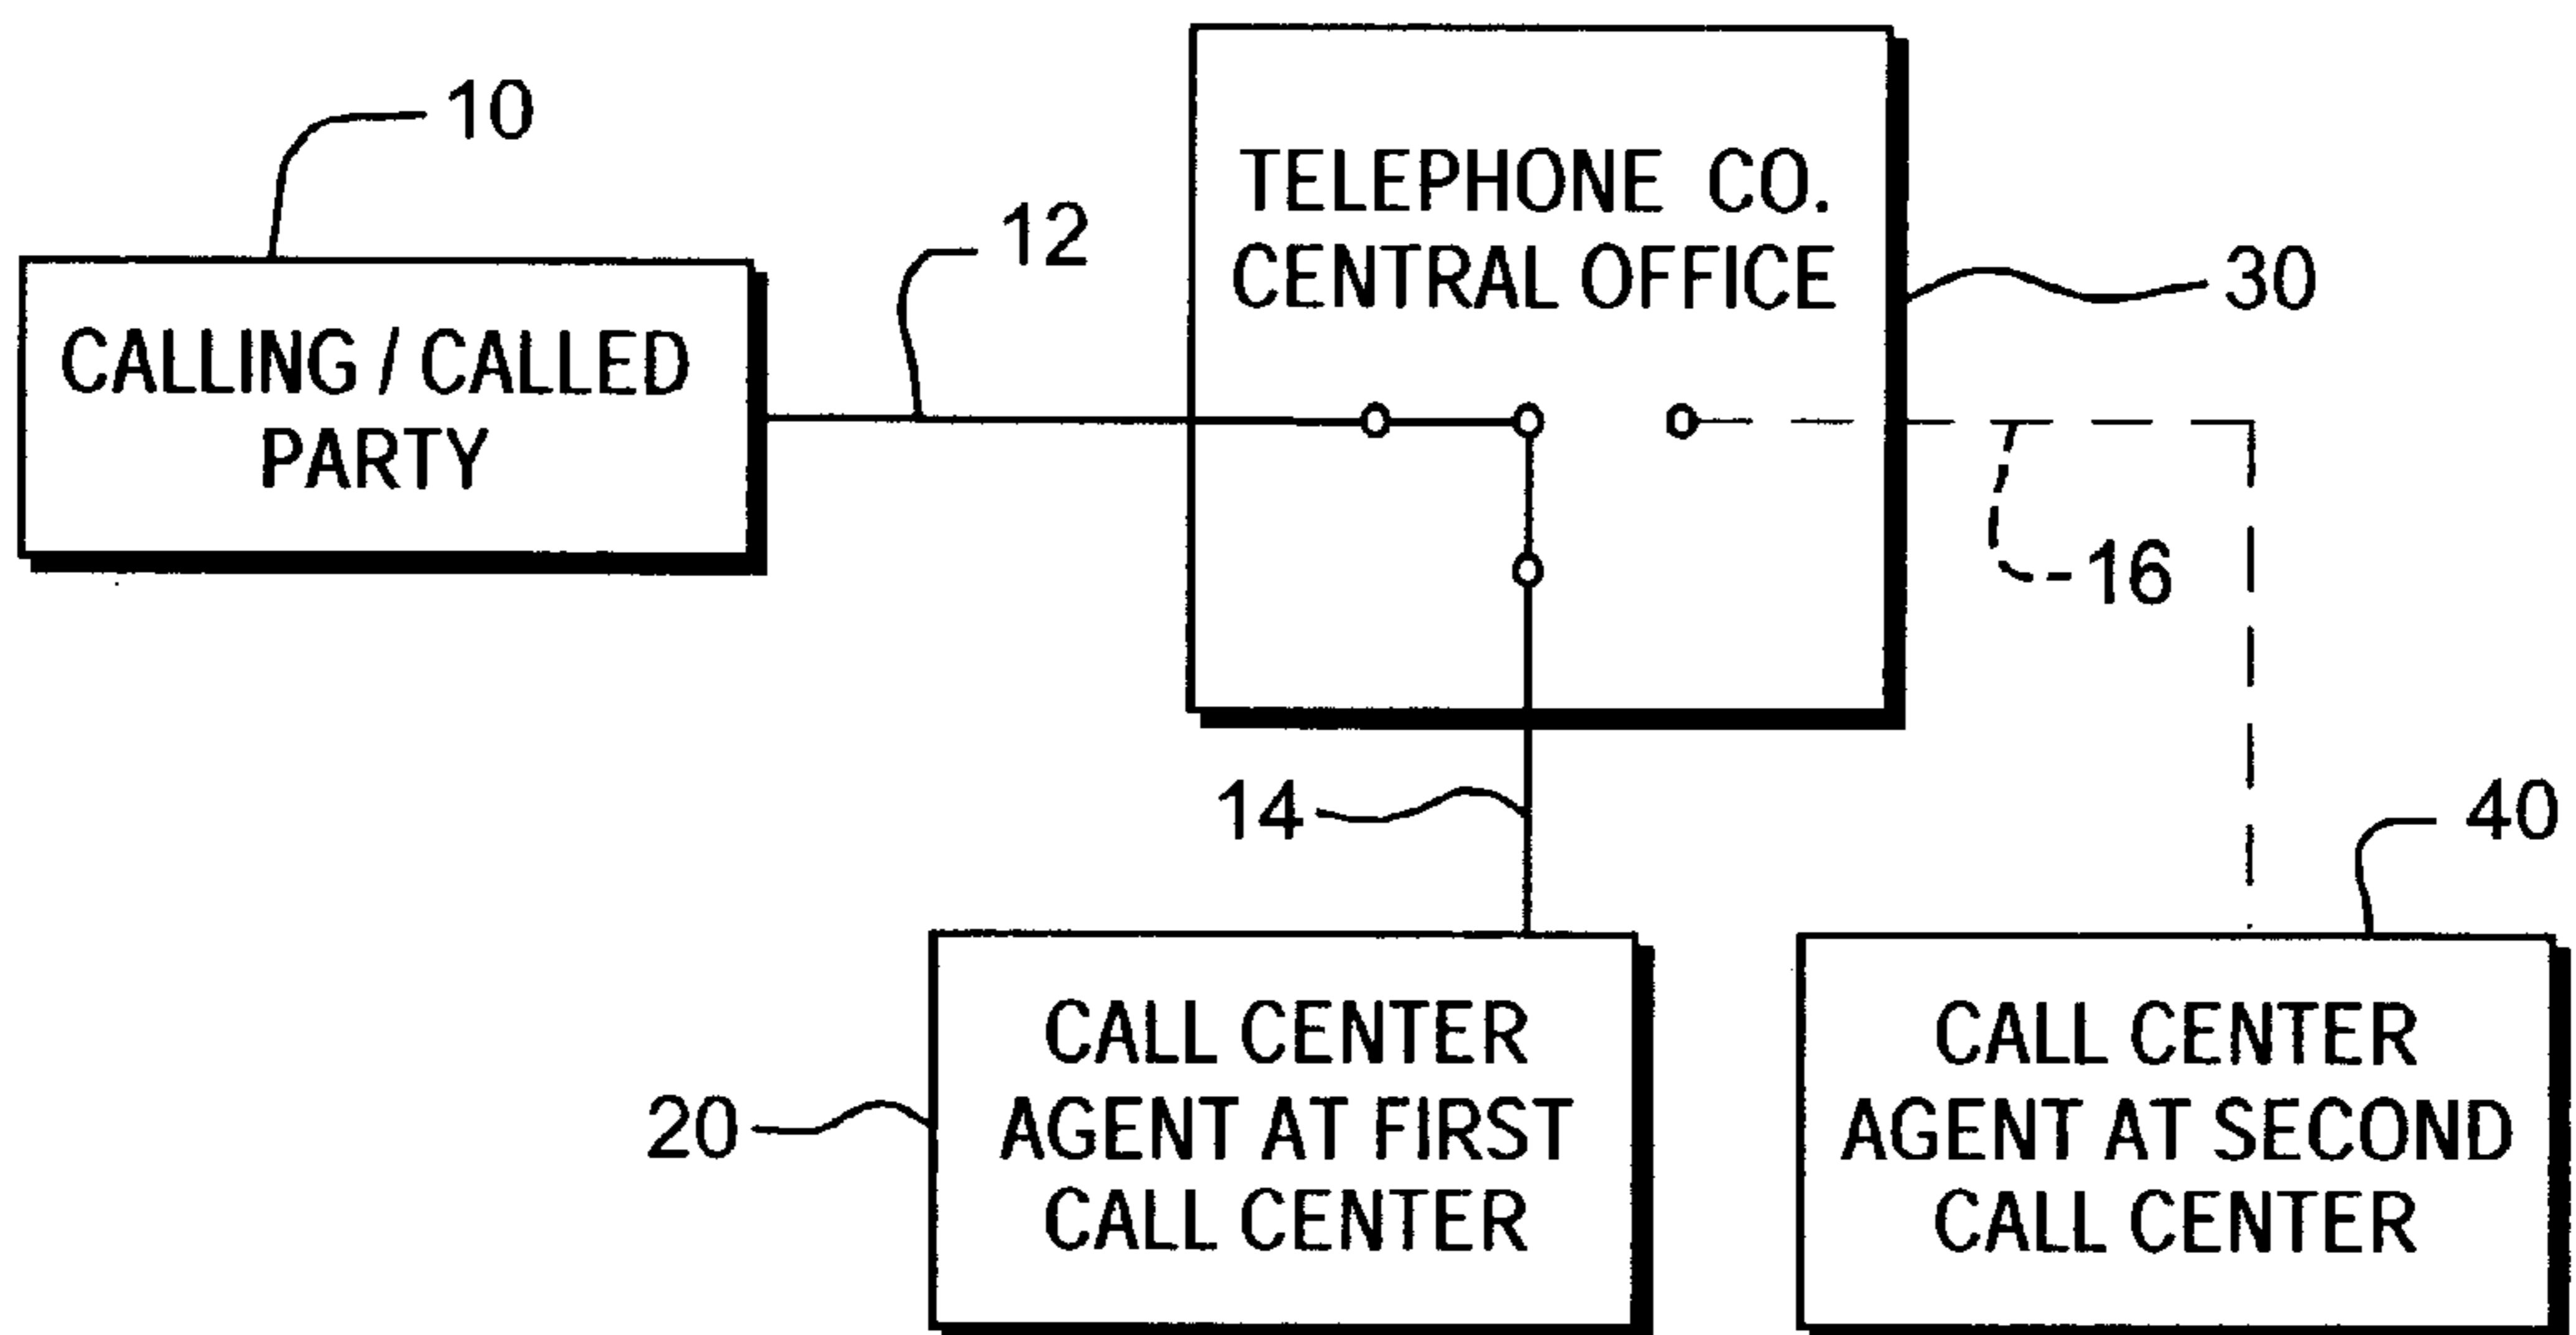 10
12
TELEPHONE CO.
CENTRAL OFFICE
30
CALLING / CALLED
PARTY
16
14
40
20
CALL CENTER
AGENT AT FIRST
CALL CENTER
CALL CENTER
AGENT AT SECOND
CALL CENTER